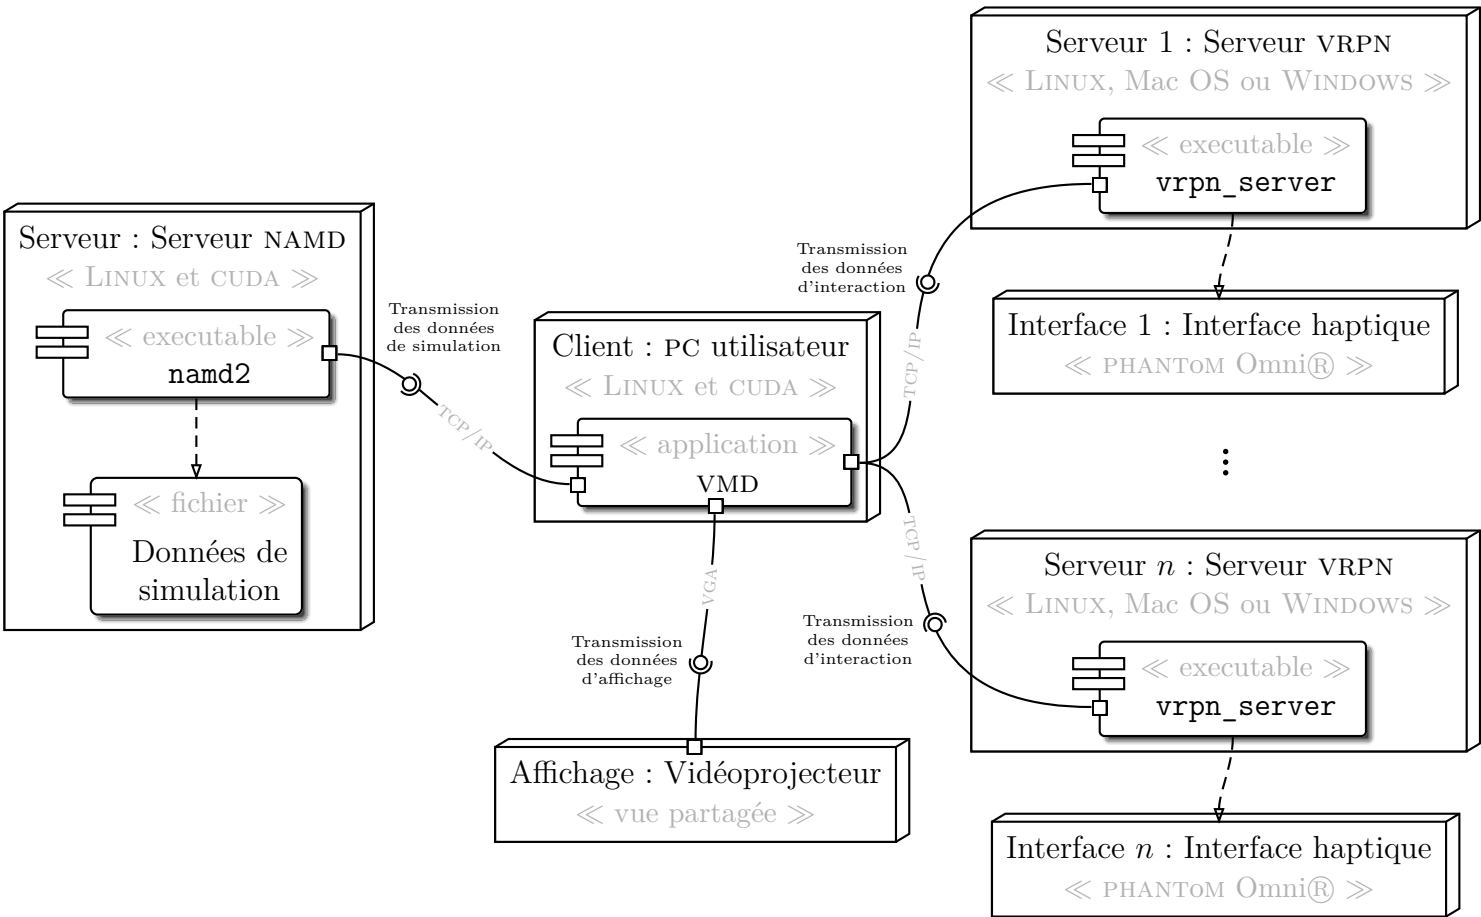 Serveur 1 : Serveur VRPN
≪ LINUX, Mac OS ou WINDOWS ≫
≪ executable ≫
vrpn_server
Transmission
des données
d'interaction
TCP/IP
Interface 1 : Interface haptique
≪ PHANToM Omni® ≫
Serveur : Serveur NAMD
≪ LINUX et CUDA ≫
≪ executable ≫
namd2
≪ fichier ≫
Données de
simulation
Transmission
des données
de simulation
TCP/IP
Client : PC utilisateur
≪ LINUX et CUDA ≫
≪ application ≫
VMD
VGA
Transmission
des données
d'affichage
Affichage : Vidéoprojecteur
≪ vue partagée ≫
TCP/IP
Transmission
des données
d'interaction
Serveur n : Serveur VRPN
≪ LINUX, Mac OS ou WINDOWS ≫
≪ executable ≫
vrpn_server
Interface n : Interface haptique
≪ PHANToM Omni® ≫